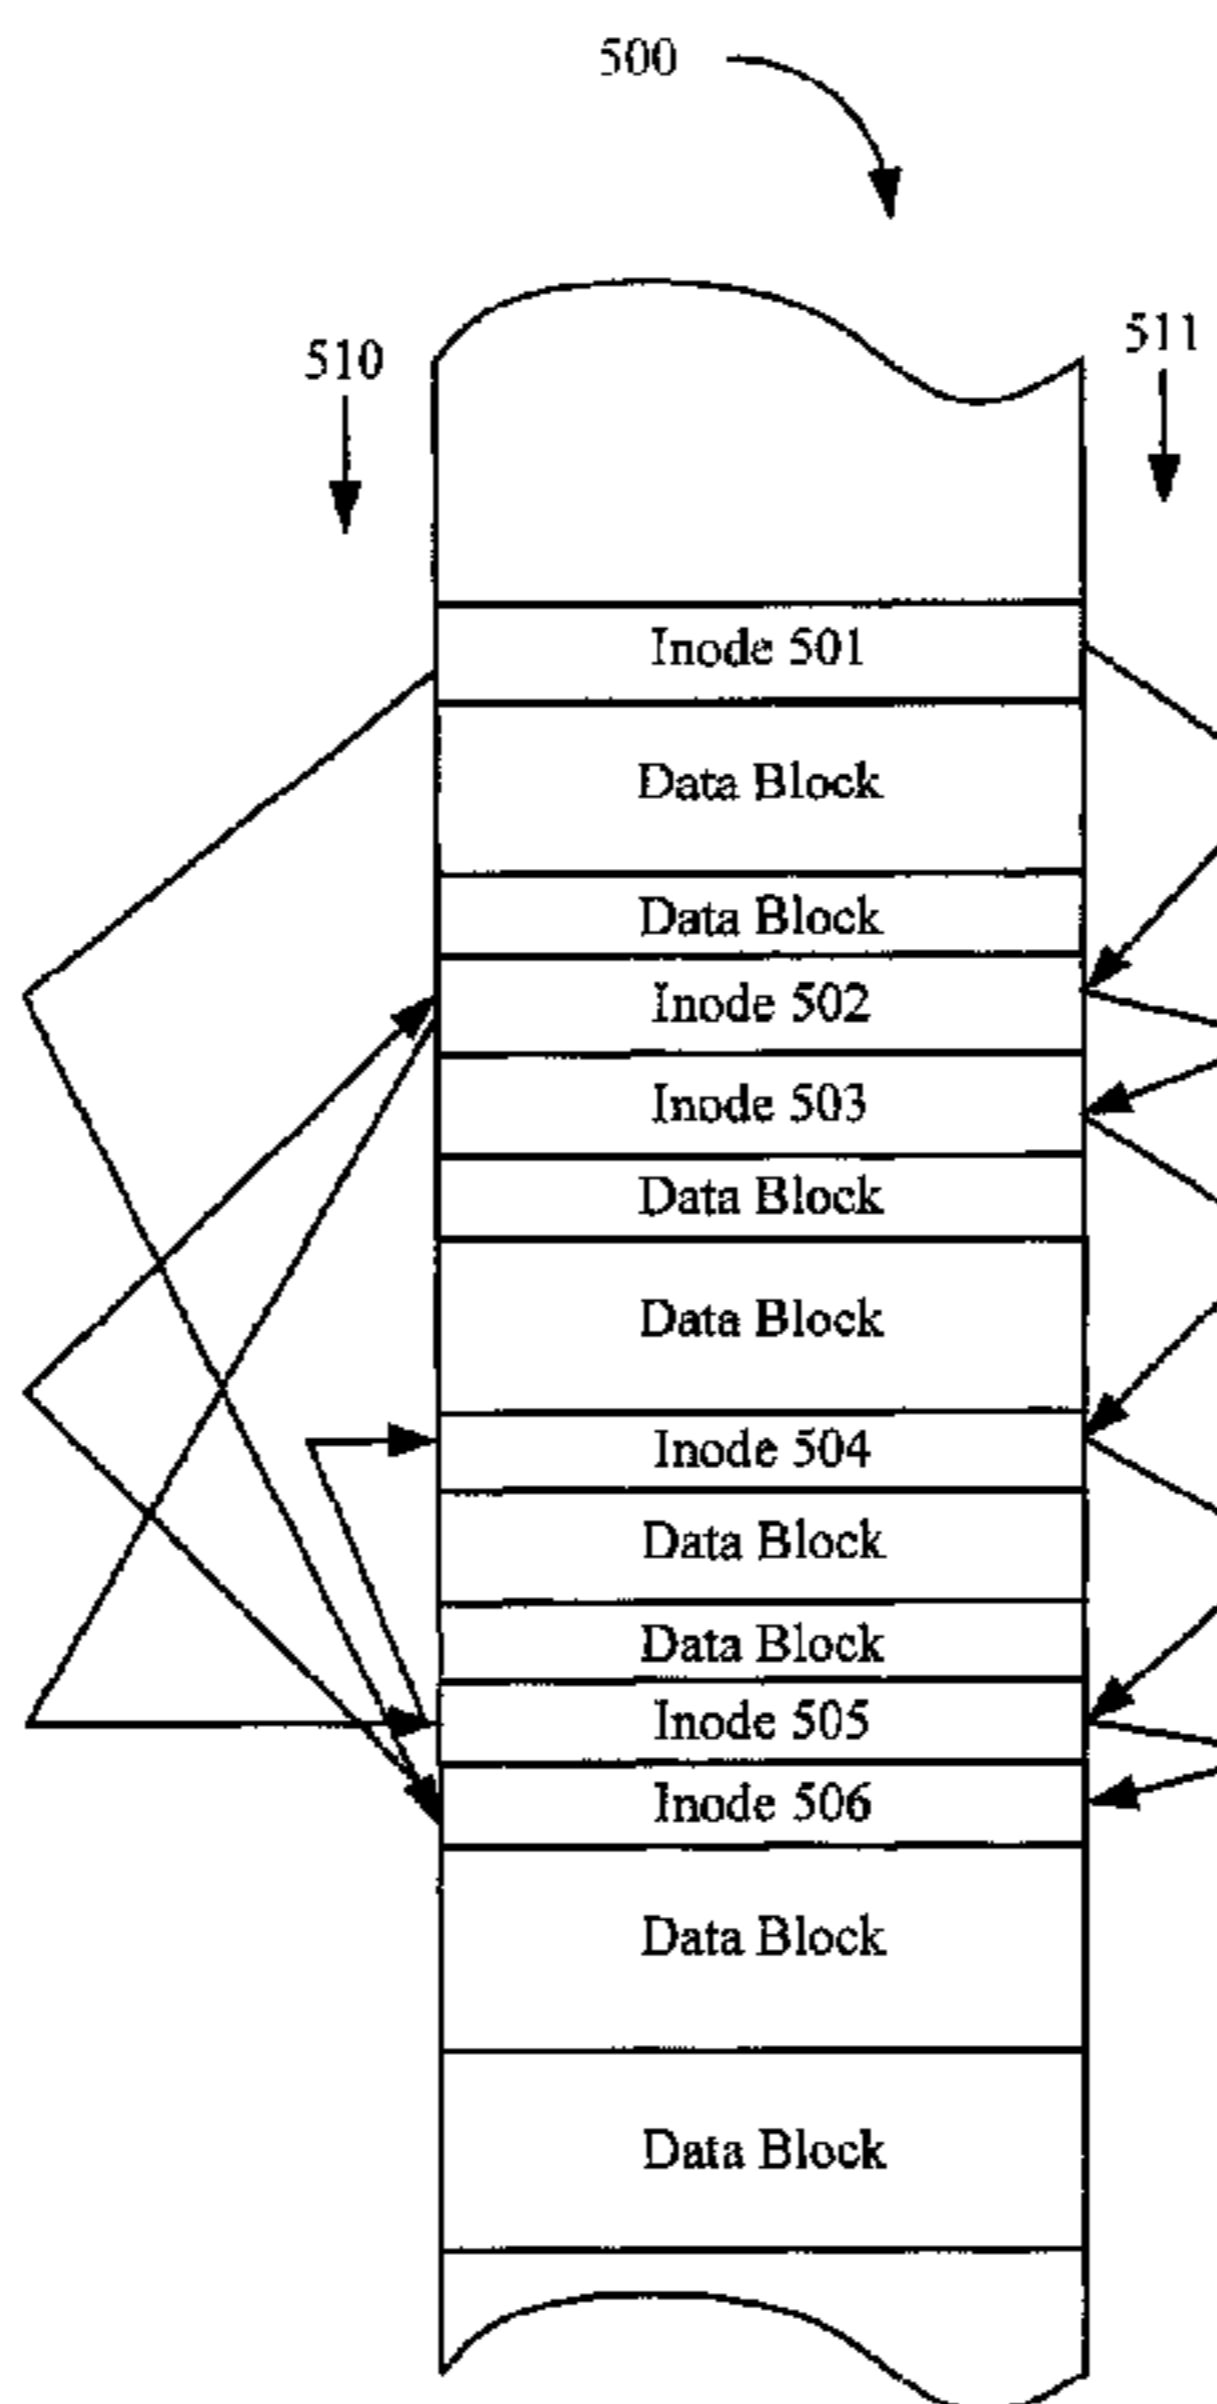 500
510
511
Inode 501
Data Block
Data Block
Inode 502
Inode 503
Data Block
Data Block
Inode 504
Data Block
Data Block
Inode 505
Inode 506
Data Block
Data Block